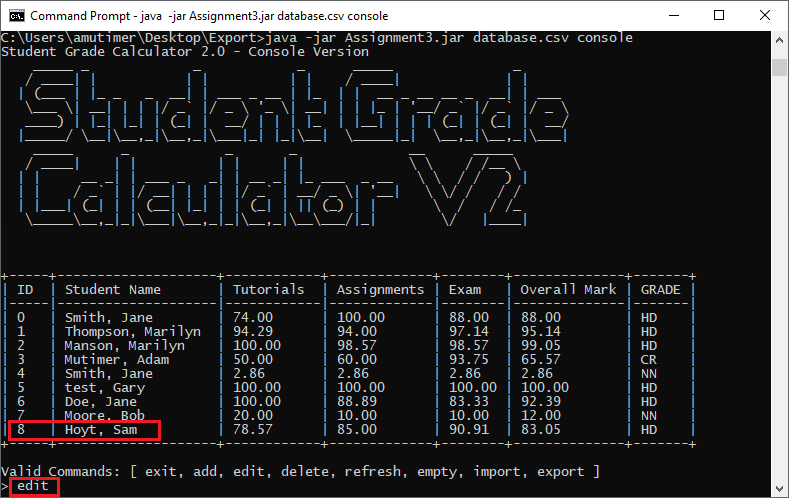 Command Prompt - java  -jar Assignment3.jar database.csv console
C:\Users\amutimer\Desktop\Export>java -jar Assignment3.jar database.csv console
Student Grade Calculator 2.0 - Console Version
Student Grade
Calculator V2
ID | Student Name | Tutorials | Assignments | Exam | Overall Mark | GRADE
0 | Smith, Jane | 74.00 | 100.00 | 88.00 | 88.00 | HD
1 | Thompson, Marilyn | 94.29 | 94.00 | 97.14 | 95.14 | HD
2 | Manson, Marilyn | 100.00 | 98.57 | 98.57 | 99.05 | HD
3 | Mutimer, Adam | 50.00 | 60.00 | 93.75 | 65.57 | CR
4 | Smith, Jane | 2.86 | 2.86 | 2.86 | 2.86 | NN
5 | test, Gary | 100.00 | 100.00 | 100.00 | 100.00 | HD
6 | Doe, Jane | 100.00 | 88.89 | 83.33 | 92.39 | HD
7 | Moore, Bob | 20.00 | 10.00 | 10.00 | 12.00 | NN
8 | Hoyt, Sam | 78.57 | 85.00 | 90.91 | 83.05 | HD
Valid Commands: [ exit, add, edit, delete, refresh, empty, import, export ]
> edit